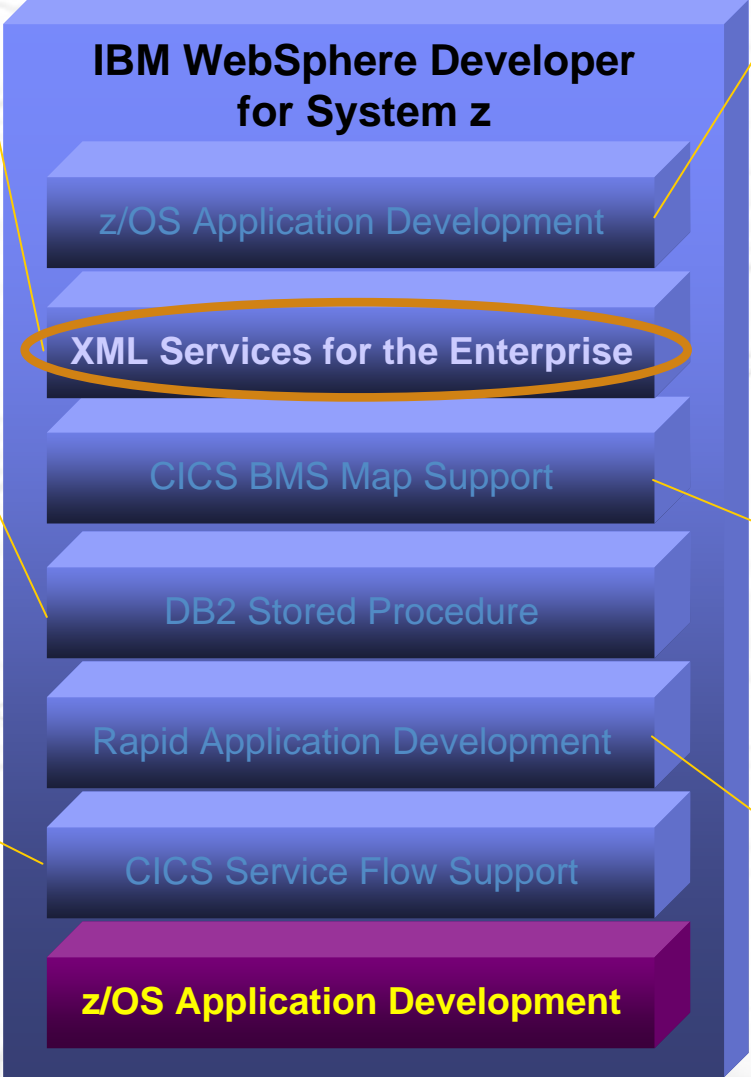 IBM WebSphere Developer
for System z
z/OS Application Development
XML Services for the Enterprise
CICS BMS Map Support
DB2 Stored Procedure
Rapid Application Development
CICS Service Flow Support
z/OS Application Development